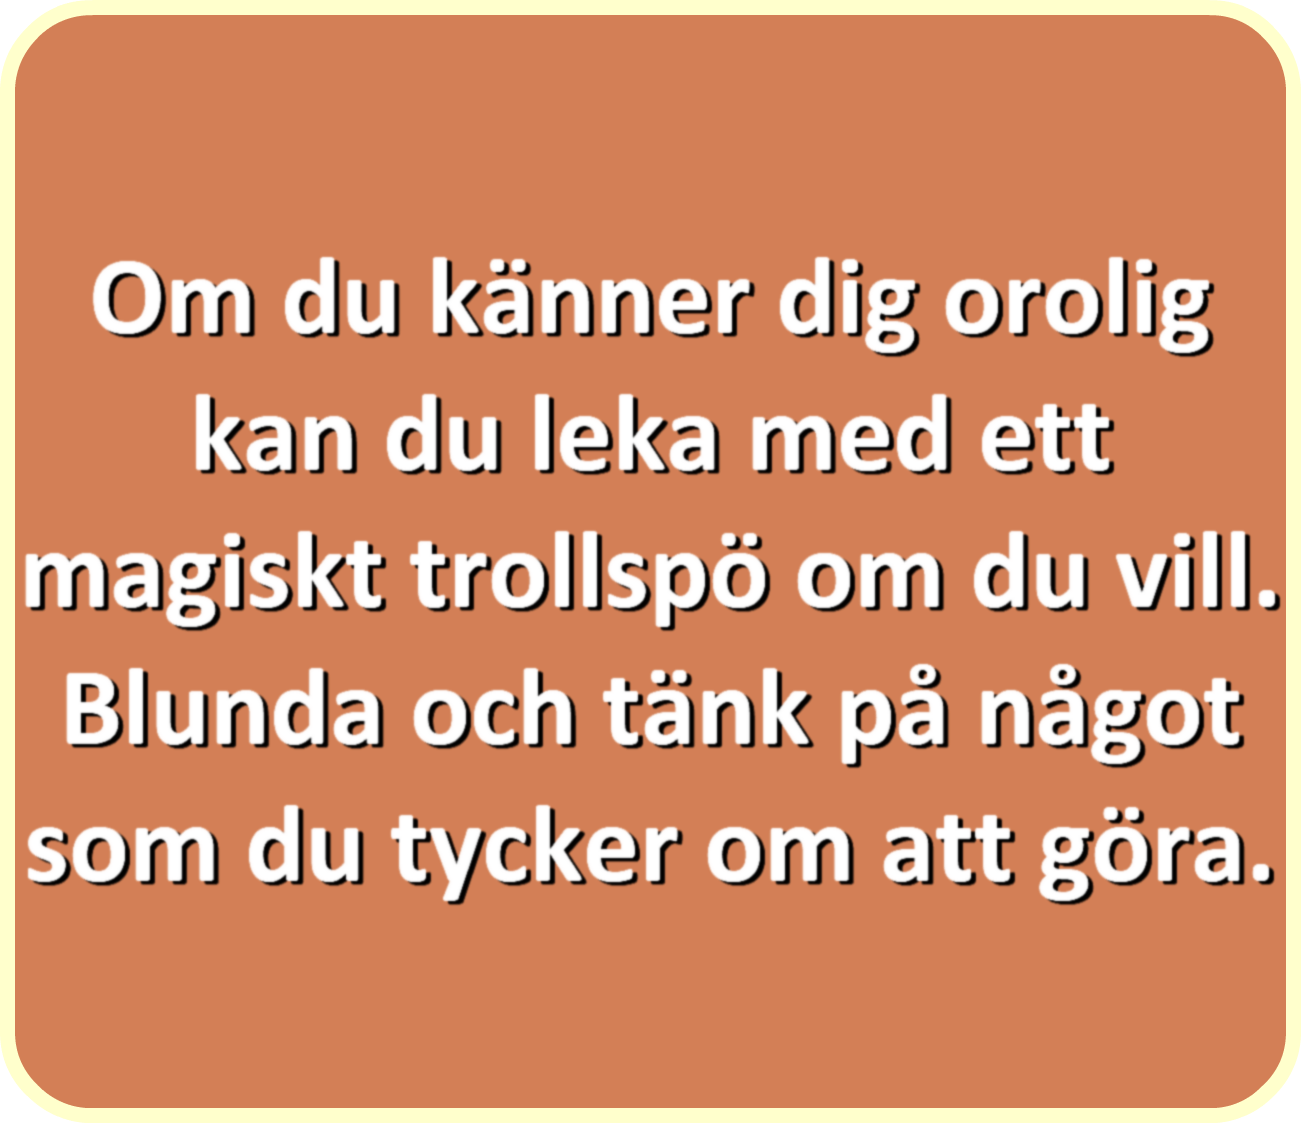 Om du känner dig orolig
kan du leka med ett
magiskt trollspö om du vill.
Blunda och tänk på något
som du tycker om att göra.